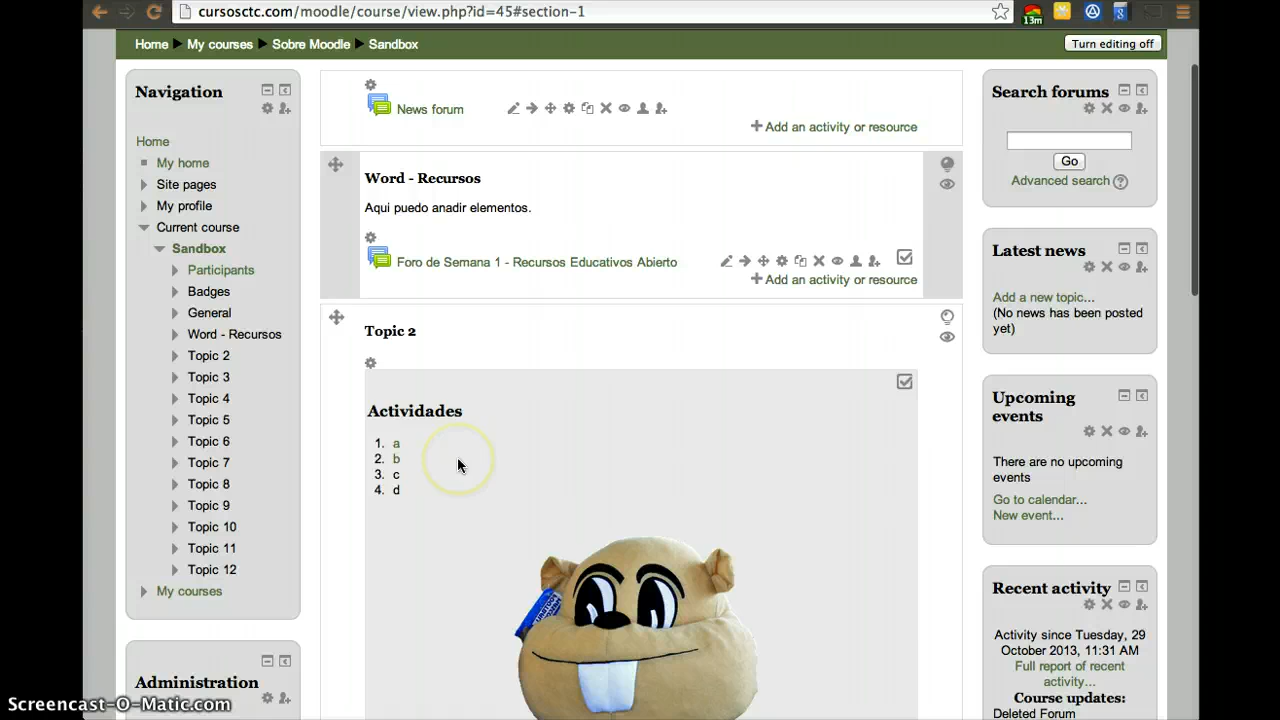 cursosctc.com/moodle/course/view.php?id=45#section-1
13m
Home My courses Sobre Moodle Sandbox
Turn editing off
Navigation
Home
My home
Site pages
My profile
Current course
Sandbox
Participants
Badges
General
Word - Recursos
Topic 2
Topic 3
Topic 4
Topic 5
Topic 6
Topic 7
Topic 8
Topic 9
Topic 10
Topic 11
Topic 12
My courses
Administration
News forum
Add an activity or resource
Word - Recursos
Aqui puedo anadir elementos.
Foro de Semana 1 - Recursos Educativos Abierto
Add an activity or resource
Topic 2
Actividades
1. a
2. b
3. c
4. d
Search forums
Go
Advanced search ?
Latest news
Add a new topic...
(No news has been posted
yet)
Upcoming
events
There are no upcoming
events
Go to calendar...
New event...
Recent activity
Activity since Tuesday, 29
October 2013, 11:31 AM
Full report of recent
activity...
Course updates:
Deleted Forum
Screencast-O-Matic.com